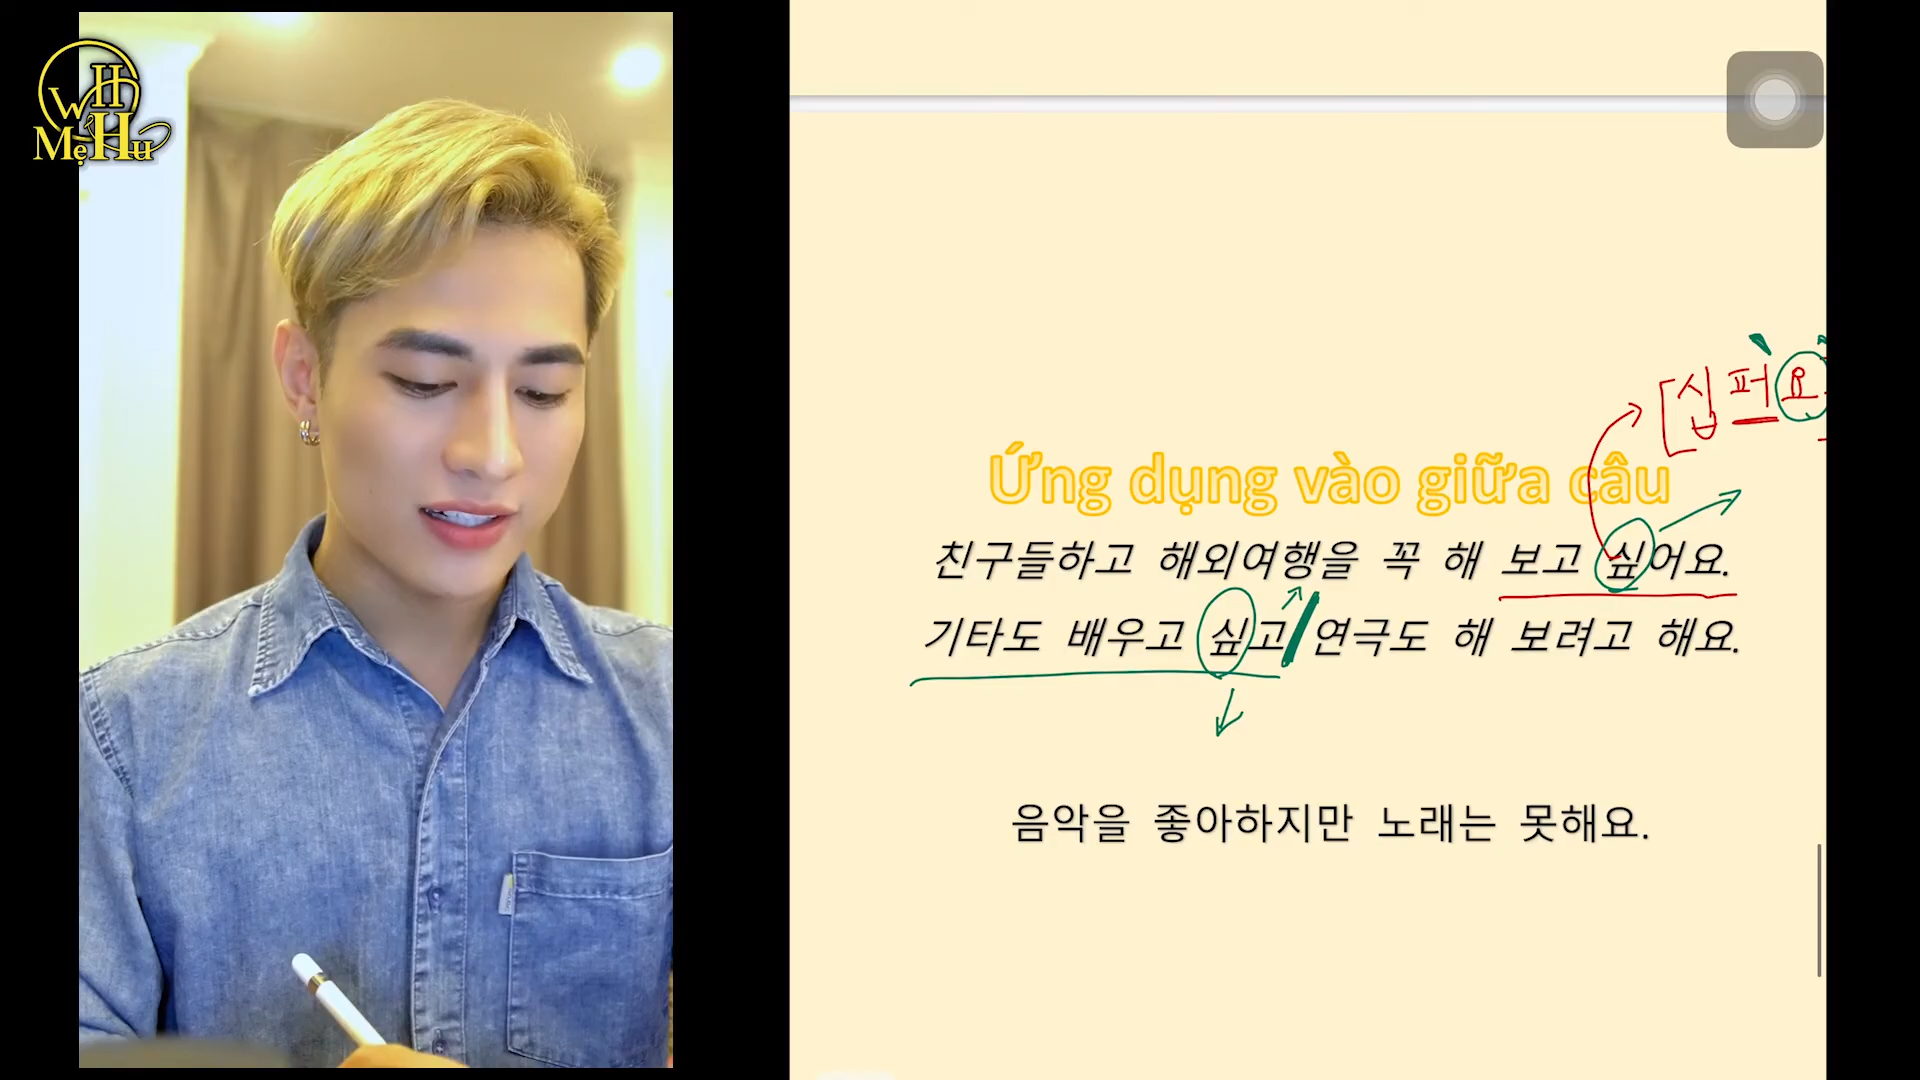 WHH
MẹHu
[십퍼요
Ứng dụng vào giữa câu
친구들하고 해외여행을 꼭 해 보고 싶어요.
기타도 배우고 싶고 연극도 해 보려고 해요.
음악을 좋아하지만 노래는 못해요.